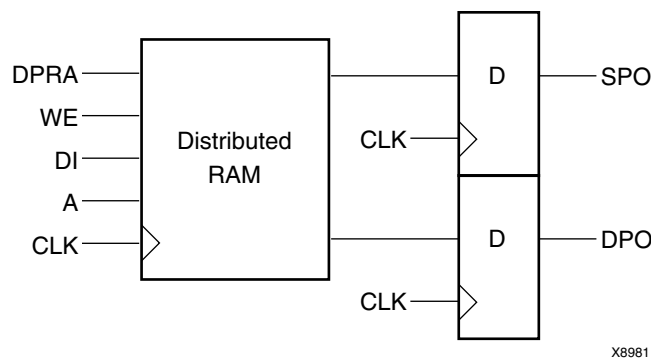 DPRA
WE
DI
A
CLK
Distributed
RAM
D
SPO
CLK
D
DPO
CLK
X8981